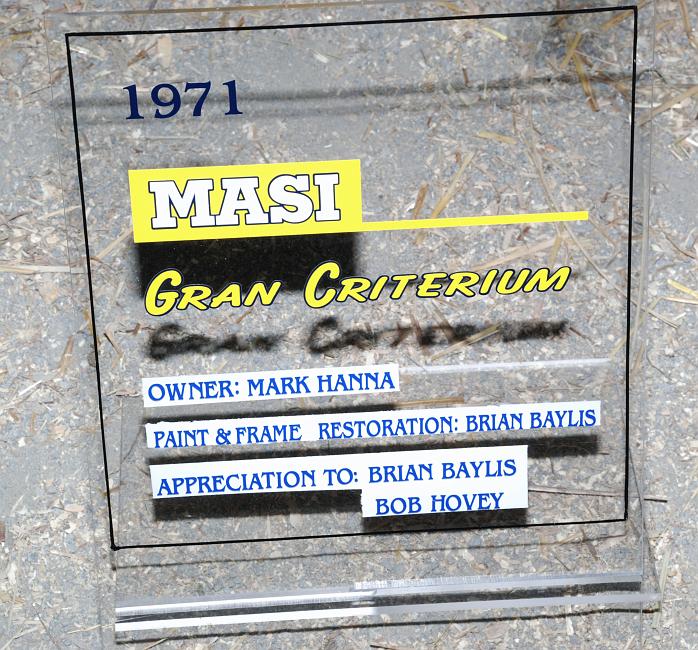 1971
MASI
GRAN CRITERIUM
OWNER: MARK HANNA
PAINT & FRAME RESTORATION: BRIAN BAYLIS
APPRECIATION TO: BRIAN BAYLIS
BOB HOVEY